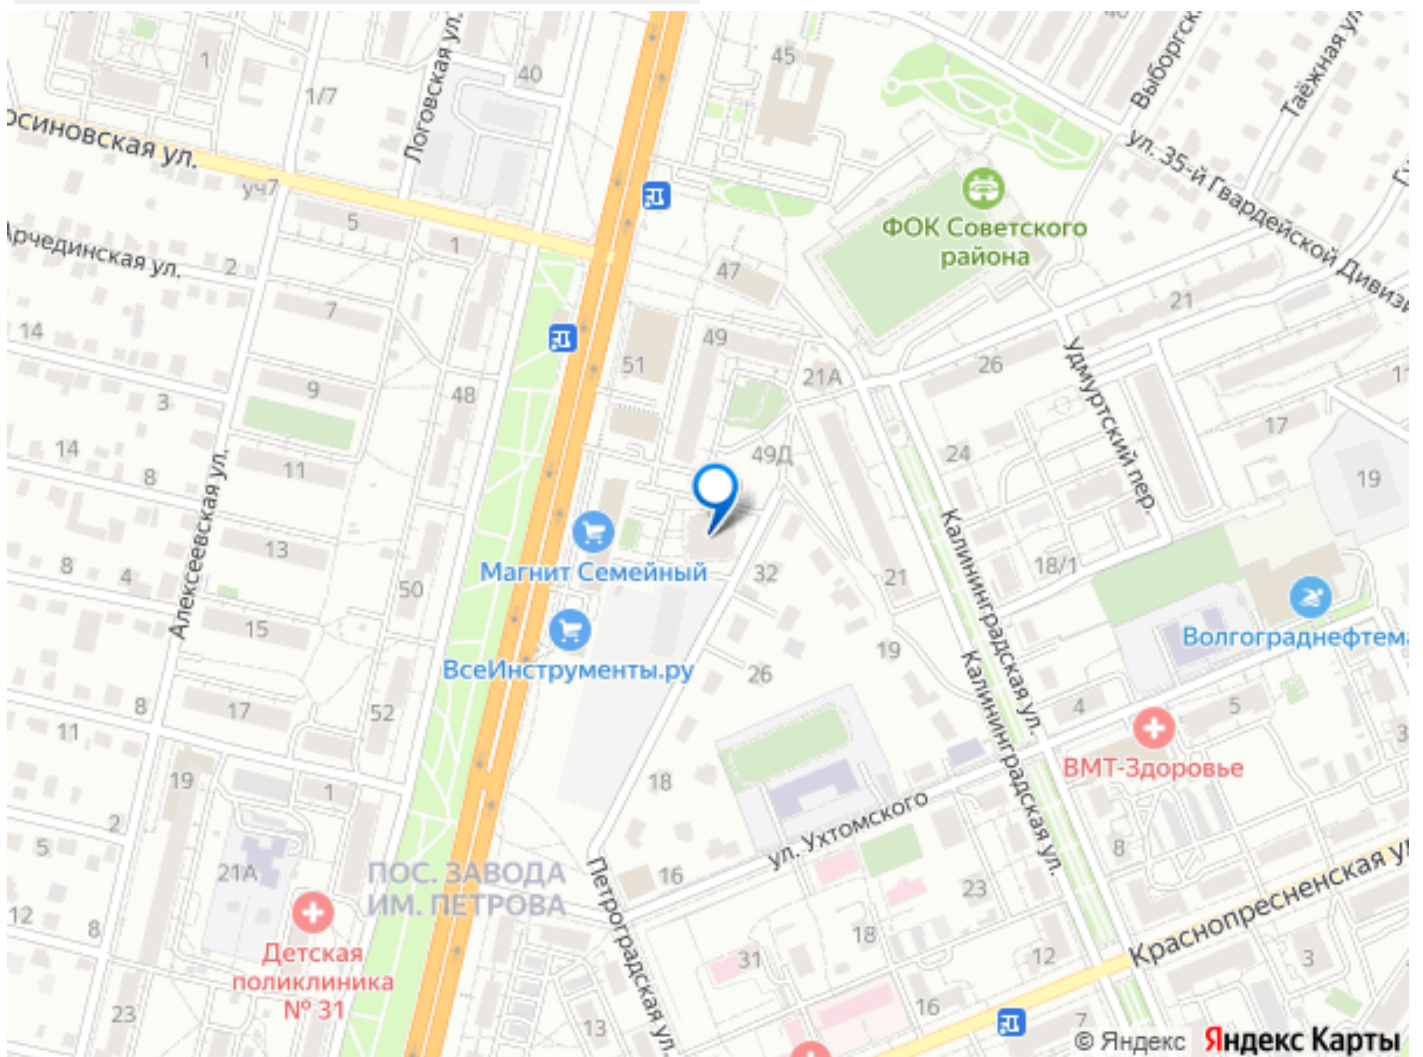 45
40
1
1/7
Логовская ул.
Выборгск
Таёжная ул
осиновская ул.
уч7
ул. 35-й Гвардейской Дивизи
ФОК Советского
района
5
1
Арчединская ул.
2
47
7
14
49
51
21
26
21А
Удмуртский пер.
9
48
3
11
17
14
8
11
49Д
24
19
Алексеевская ул.
13
Магнит Семейный
32
21
18/1
Калининградская ул.
8
4
50
15
ВсеИнструменты.ру
26
19
Волгограднефтема
Калининградская ул.
8
17
52
11
4
5
3
ВМТ-Здоровье
19
1
18
2
5
ул. Ухтомского
8
21А
ПОС. ЗАВОДА
ИМ. ПЕТРОВА
16
23
Краснопресненская ул
12
8
Петроградская ул.
18
12
3
Детская
поликлиника
№ 31
31
16
23
13
7
© Яндекс Яндекс Карты